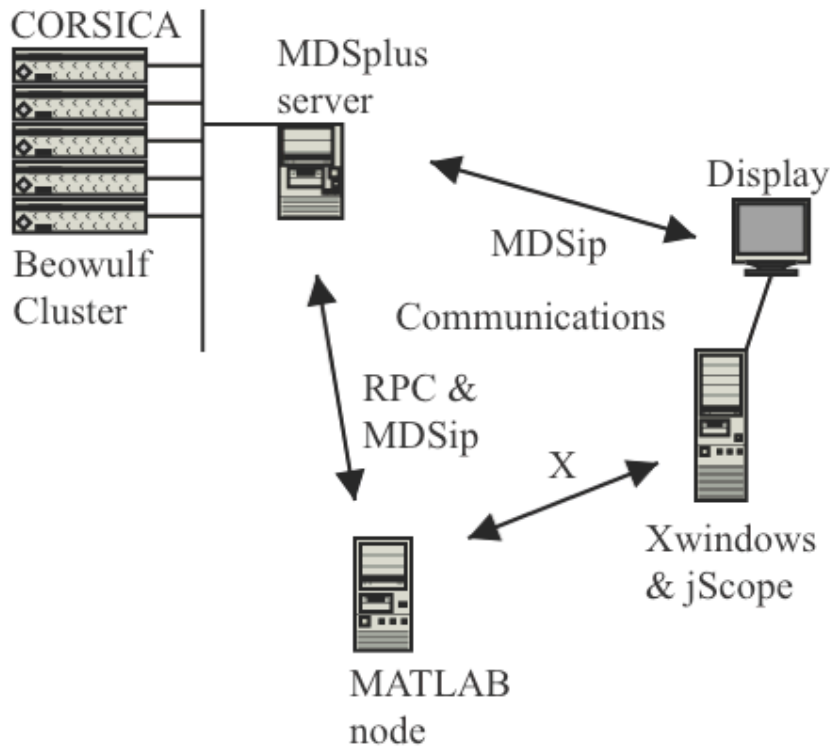 CORSICA
MDSplus
server
Display
MDSip
Beowulf
Cluster
Communications
RPC &
MDSip
X
Xwindows
& jScope
MATLAB
node